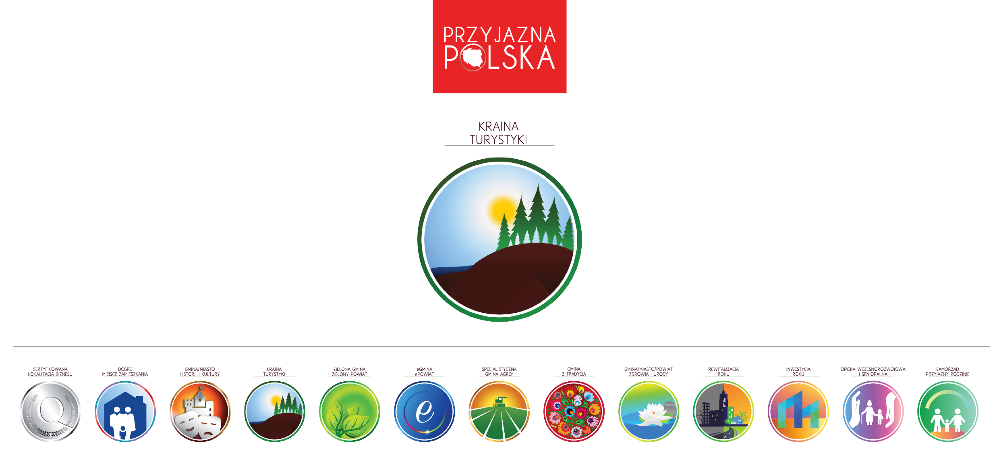 PRZYJAZNA
POLSKA
KRAINA
TURYSTYKI
CERTYFIKOWANA
LOKALIZACJA BIZNESU
DOBRE
MIEJSCE ZAMIESZKANIA
GMINA/MIASTO
HISTORII I KULTURY
KRAINA
TURYSTYKI
ZIELONA GMINA
ZIELONY POWIAT
eGMINA
ePOWIAT
SPECJALISTYCZNA
GMINA AGRO*
GMINA
Z TRADYCJĄ
GMINA/MIASTO/POWIAT
ZDROWIA I URODY
REWITALIZACJA
ROKU
INWESTYCJA
ROKU
OPIEKA WCZESNOROZWOJOWA
I SENIORALNA
SAMORZĄD
PRZYJAZNY RODZINIE
Q
e